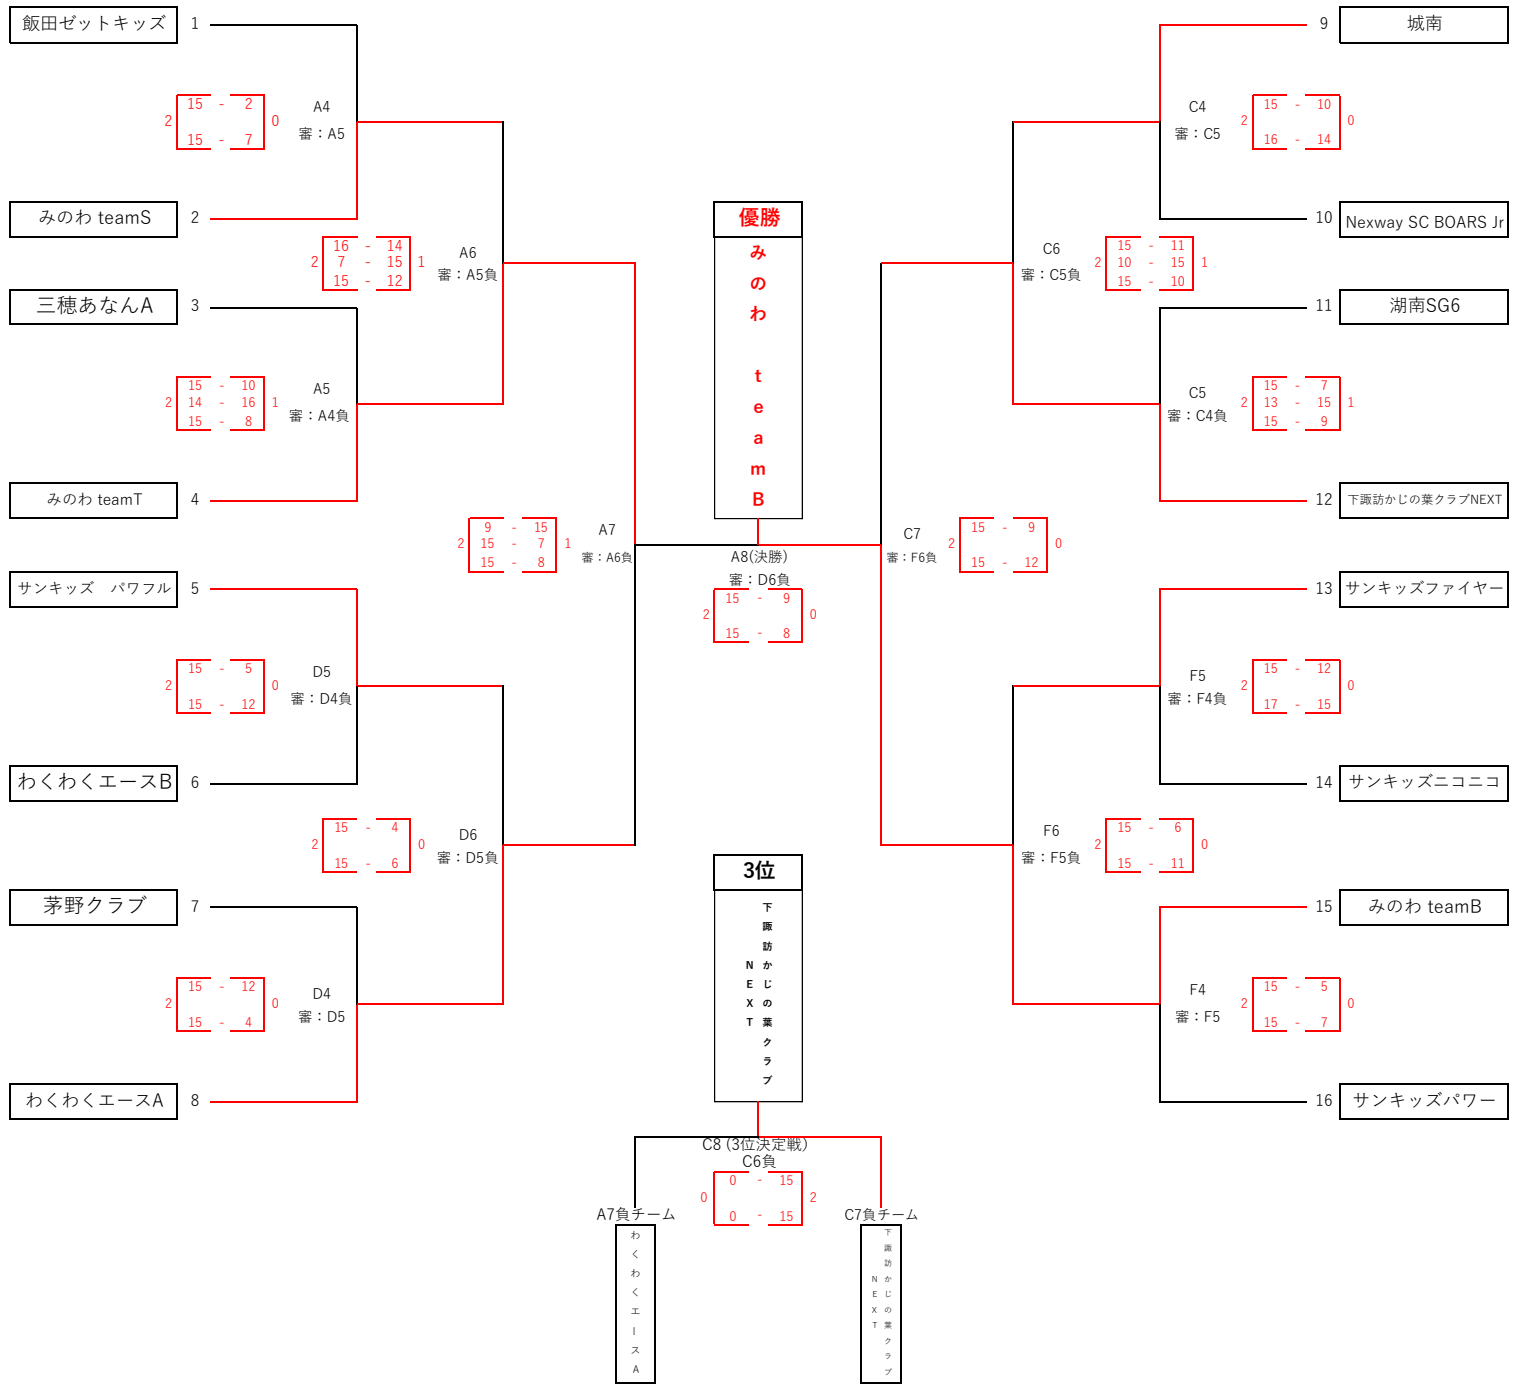 飯田ゼットキッズ 1
15 - 2
2 0
15 - 7
A4
審：A5
みのわ teamS 2
16 - 14
2 7 - 15 1
15 - 12
A6
審：A5負
三穂あなんA 3
15 - 10
2 14 - 16 1
15 - 8
A5
審：A4負
みのわ teamT 4
9 - 15
2 15 - 7 1
15 - 8
A7
審：A6負
サンキッズ　パワフル 5
15 - 5
2 0
15 - 12
D5
審：D4負
わくわくエースB 6
15 - 4
2 0
15 - 6
D6
審：D5負
茅野クラブ 7
15 - 12
2 0
15 - 4
D4
審：D5
わくわくエースA 8
優勝
みのわ　teamB
A8(決勝)
審：D6負
15 - 9
2 0
15 - 8
3位
下諏訪かじの葉クラブ
NEXT
C8 (3位決定戦)
C6負
0 - 15
0 2
0 - 15
A7負チーム
わくわくエースA
C7負チーム
下諏訪かじの葉クラブ
NEXT
9 城南
C4
審：C5
15 - 10
2 0
16 - 14
10 Nexway SC BOARS Jr
C6
審：C5負
15 - 11
2 10 - 15 1
15 - 10
11 湖南SG6
C5
審：C4負
15 - 7
2 13 - 15 1
15 - 9
12 下諏訪かじの葉クラブNEXT
C7
審：F6負
15 - 9
2 0
15 - 12
13 サンキッズファイヤー
F5
審：F4負
15 - 12
2 0
17 - 15
14 サンキッズニコニコ
F6
審：F5負
15 - 6
2 0
15 - 11
15 みのわ teamB
F4
審：F5
15 - 5
2 0
15 - 7
16 サンキッズパワー